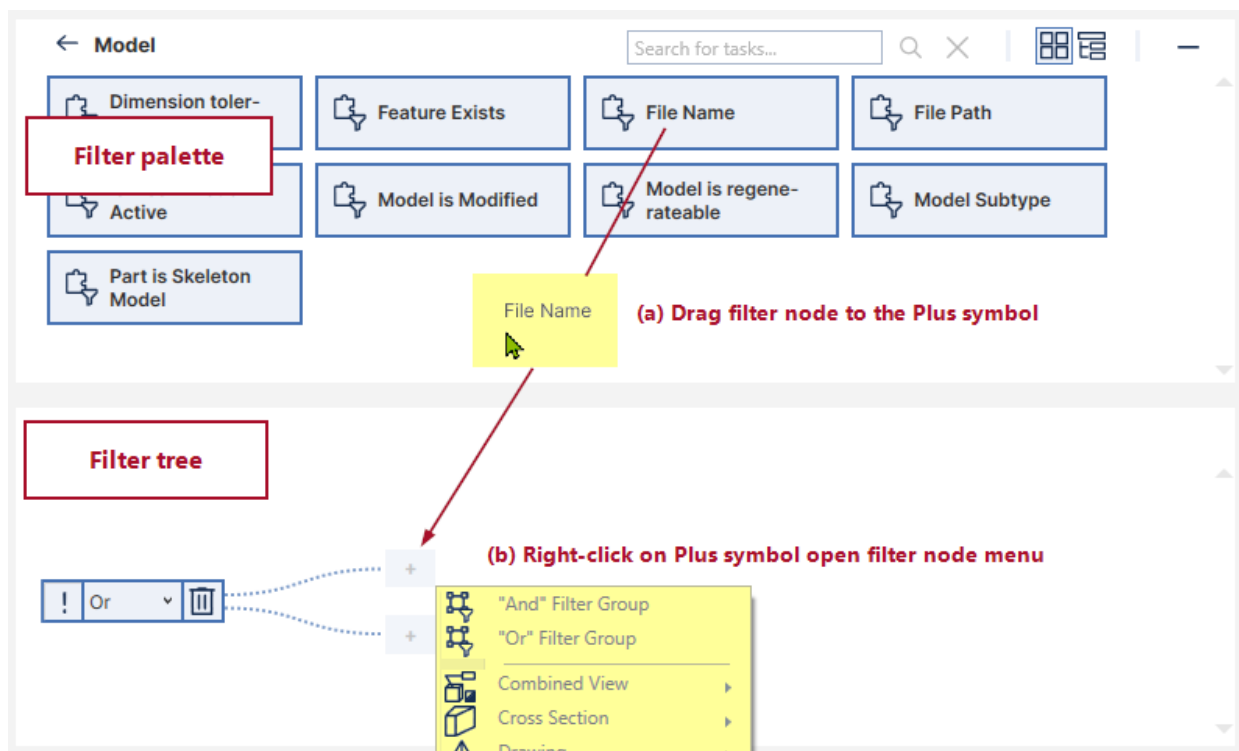 Model
Search for tasks...
Dimension toler-
Feature Exists
File Name
File Path
Filter palette
Active
Model is Modified
Model is regene-
rateable
Model Subtype
Part is Skeleton
Model
File Name
(a) Drag filter node to the Plus symbol
Filter tree
(b) Right-click on Plus symbol open filter node menu
+
! Or
"And" Filter Group
"Or" Filter Group
+
Combined View
Cross Section
Drawing